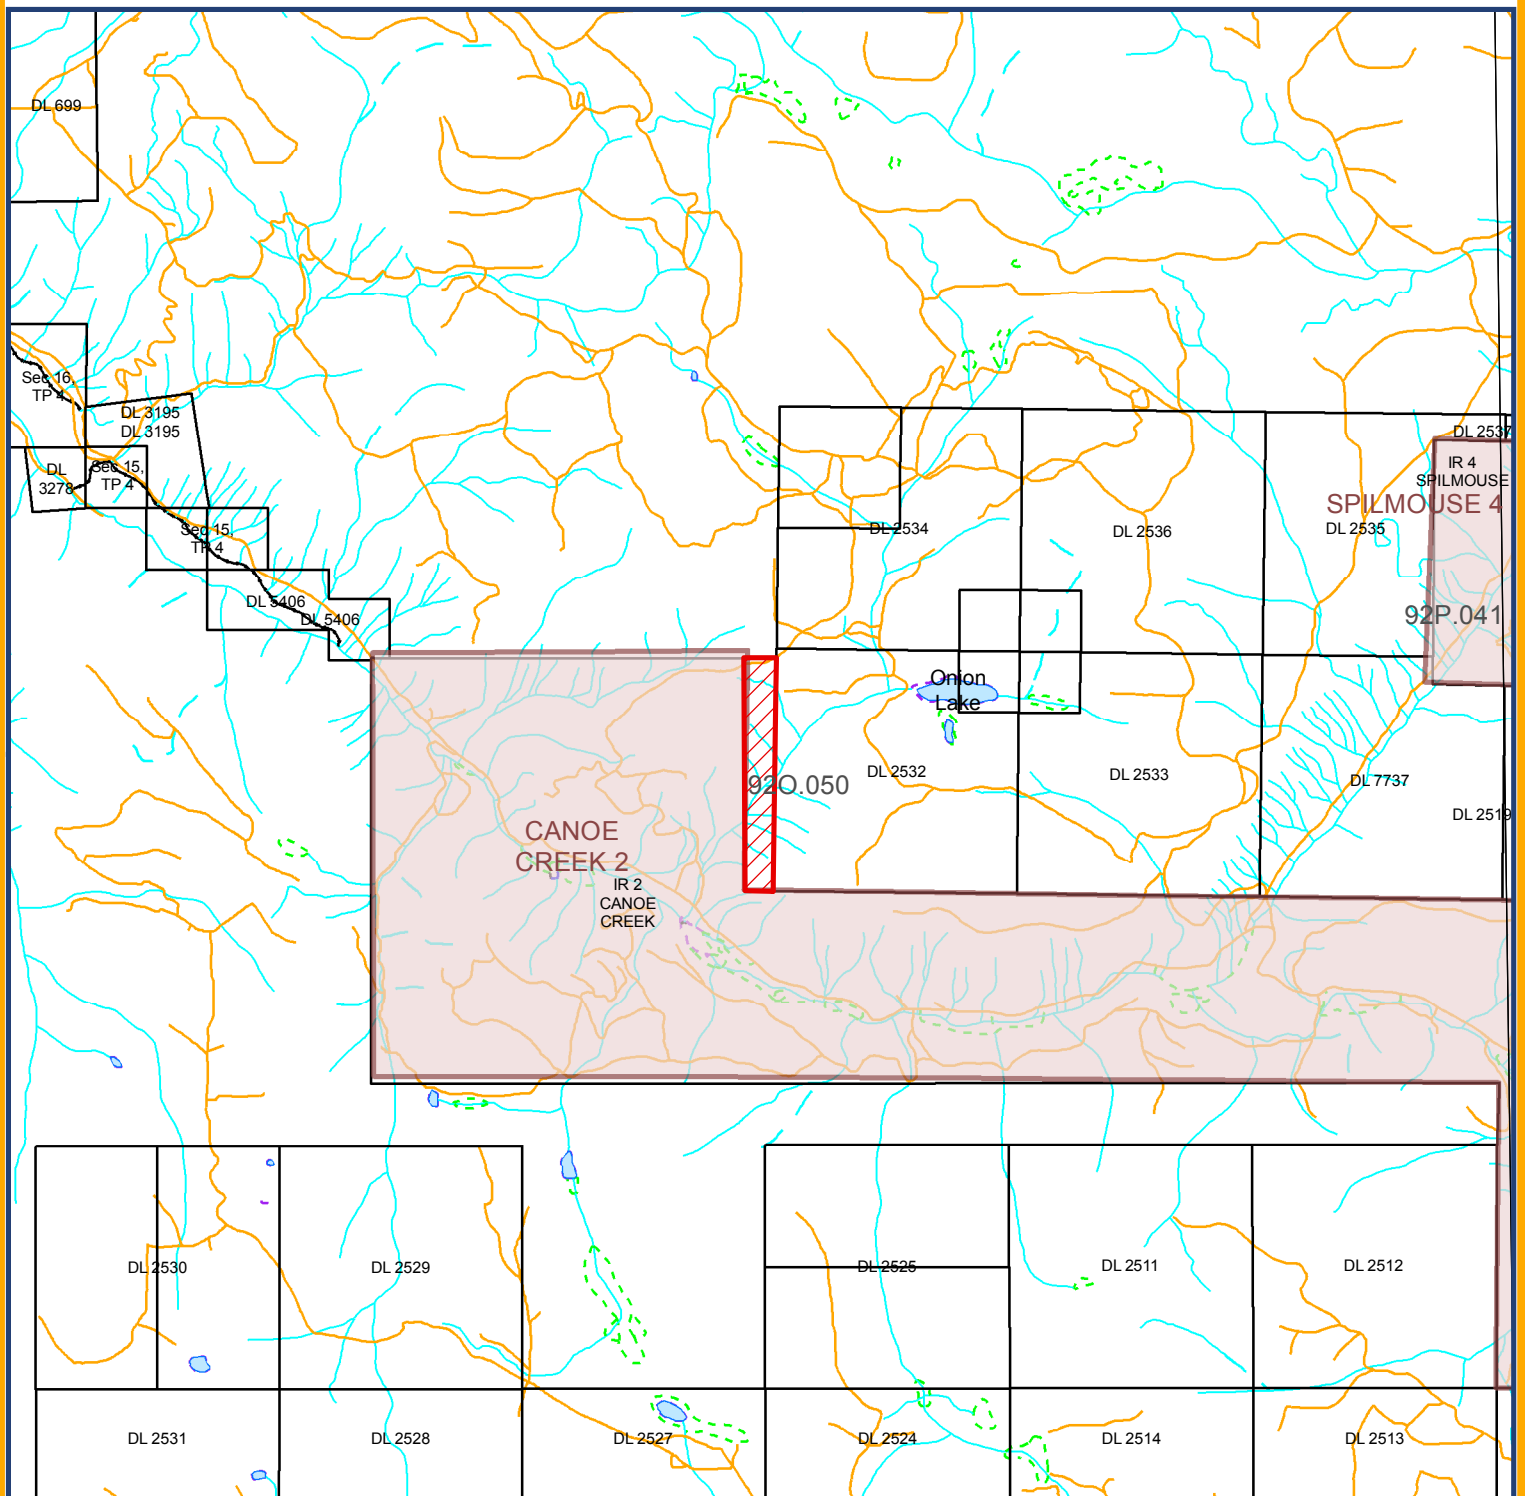 DL 699
Sec 16,
TP 4
DL 3195
DL 3195
DL
3278
Sec 15,
TP 4
Sec 15,
TP 4
DL 5406
DL 5406
DL 2537
IR 4
SPILMOUSE
SPILMOUSE 4
DL 2534
DL 2536
DL 2535
92P.041
Onion
Lake
DL 2532
92O.050
DL 2533
DL 7737
DL 2519
CANOE
CREEK 2
IR 2
CANOE
CREEK
DL 2530
DL 2529
DL 2525
DL 2511
DL 2512
DL 2531
DL 2528
DL 2527
DL 2524
DL 2514
DL 2513